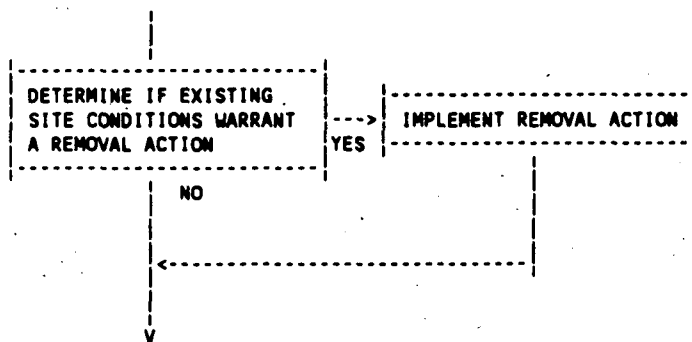 DETERMINE IF EXISTING
SITE CONDITIONS WARRANT
A REMOVAL ACTION
YES
IMPLEMENT REMOVAL ACTION
NO